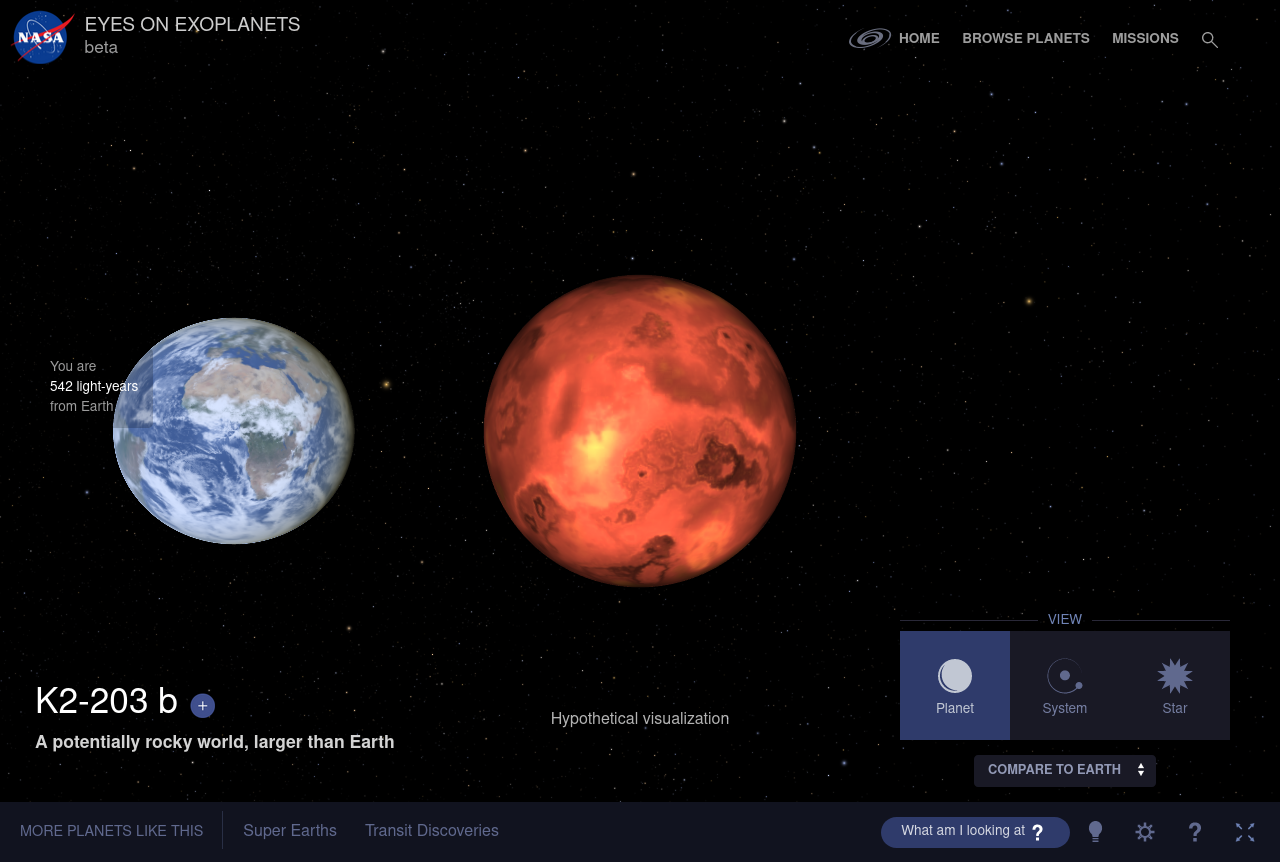 NASA
EYES ON EXOPLANETS
beta
HOME
BROWSE PLANETS
MISSIONS
You are
542 light-years
from Earth
VIEW
Planet
System
Star
K2-203 b +
A potentially rocky world, larger than Earth
Hypothetical visualization
COMPARE TO EARTH
MORE PLANETS LIKE THIS
Super Earths
Transit Discoveries
What am I looking at ?
?